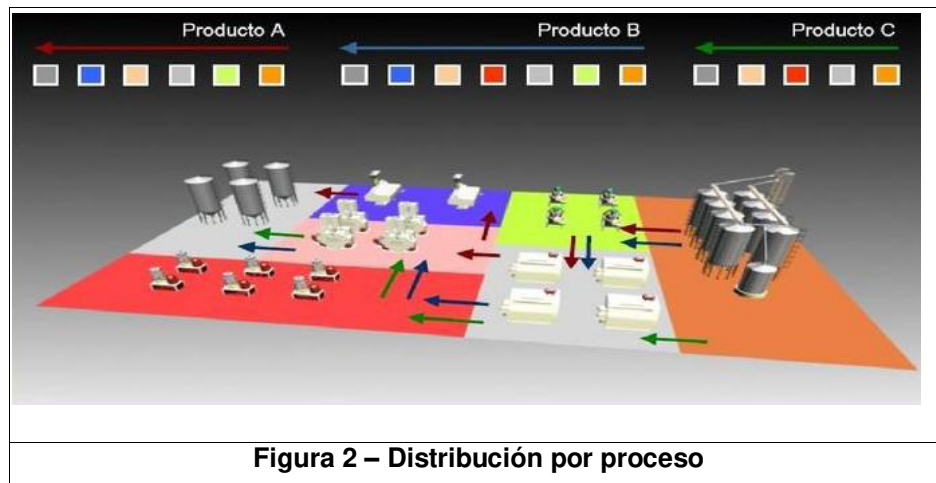 Producto A
Producto B
Producto C
Figura 2 – Distribución por proceso